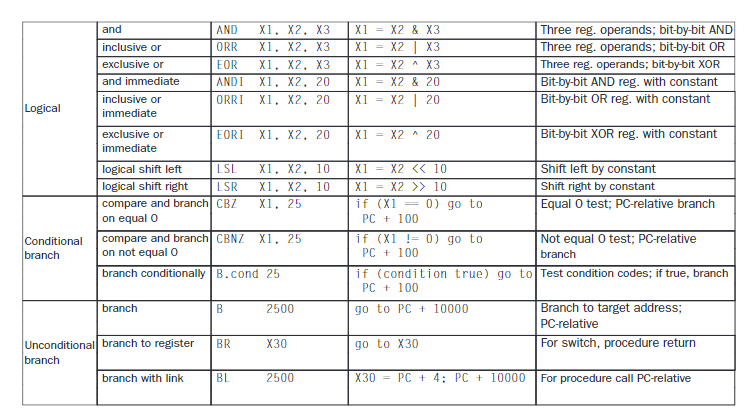 and AND X1, X2, X3 X1 = X2 & X3 Three reg. operands; bit-by-bit AND
inclusive or ORR X1, X2, X3 X1 = X2 | X3 Three reg. operands; bit-by-bit OR
exclusive or EOR X1, X2, X3 X1 = X2 ^ X3 Three reg. operands; bit-by-bit XOR
and immediate ANDI X1, X2, 20 X1 = X2 & 20 Bit-by-bit AND reg. with constant
Logical
inclusive or ORRI X1, X2, 20 X1 = X2 | 20 Bit-by-bit OR reg. with constant
immediate
exclusive or EORI X1, X2, 20 X1 = X2 ^ 20 Bit-by-bit XOR reg. with constant
immediate
logical shift left LSL X1, X2, 10 X1 = X2 << 10 Shift left by constant
logical shift right LSR X1, X2, 10 X1 = X2 >> 10 Shift right by constant
compare and branch CBZ X1, 25 if (X1 == 0) go to Equal 0 test; PC-relative branch
on equal 0 PC + 100
Conditional compare and branch CBNZ X1, 25 if (X1 != 0) go to Not equal 0 test; PC-relative
branch on not equal 0 PC + 100 branch
branch conditionally B.cond 25 if (condition true) go to Test condition codes; if true, branch
PC + 100
branch B 2500 go to PC + 10000 Branch to target address;
PC-relative
Unconditional branch to register BR X30 go to X30 For switch, procedure return
branch
branch with link BL 2500 X30 = PC + 4; PC + 10000 For procedure call PC-relative